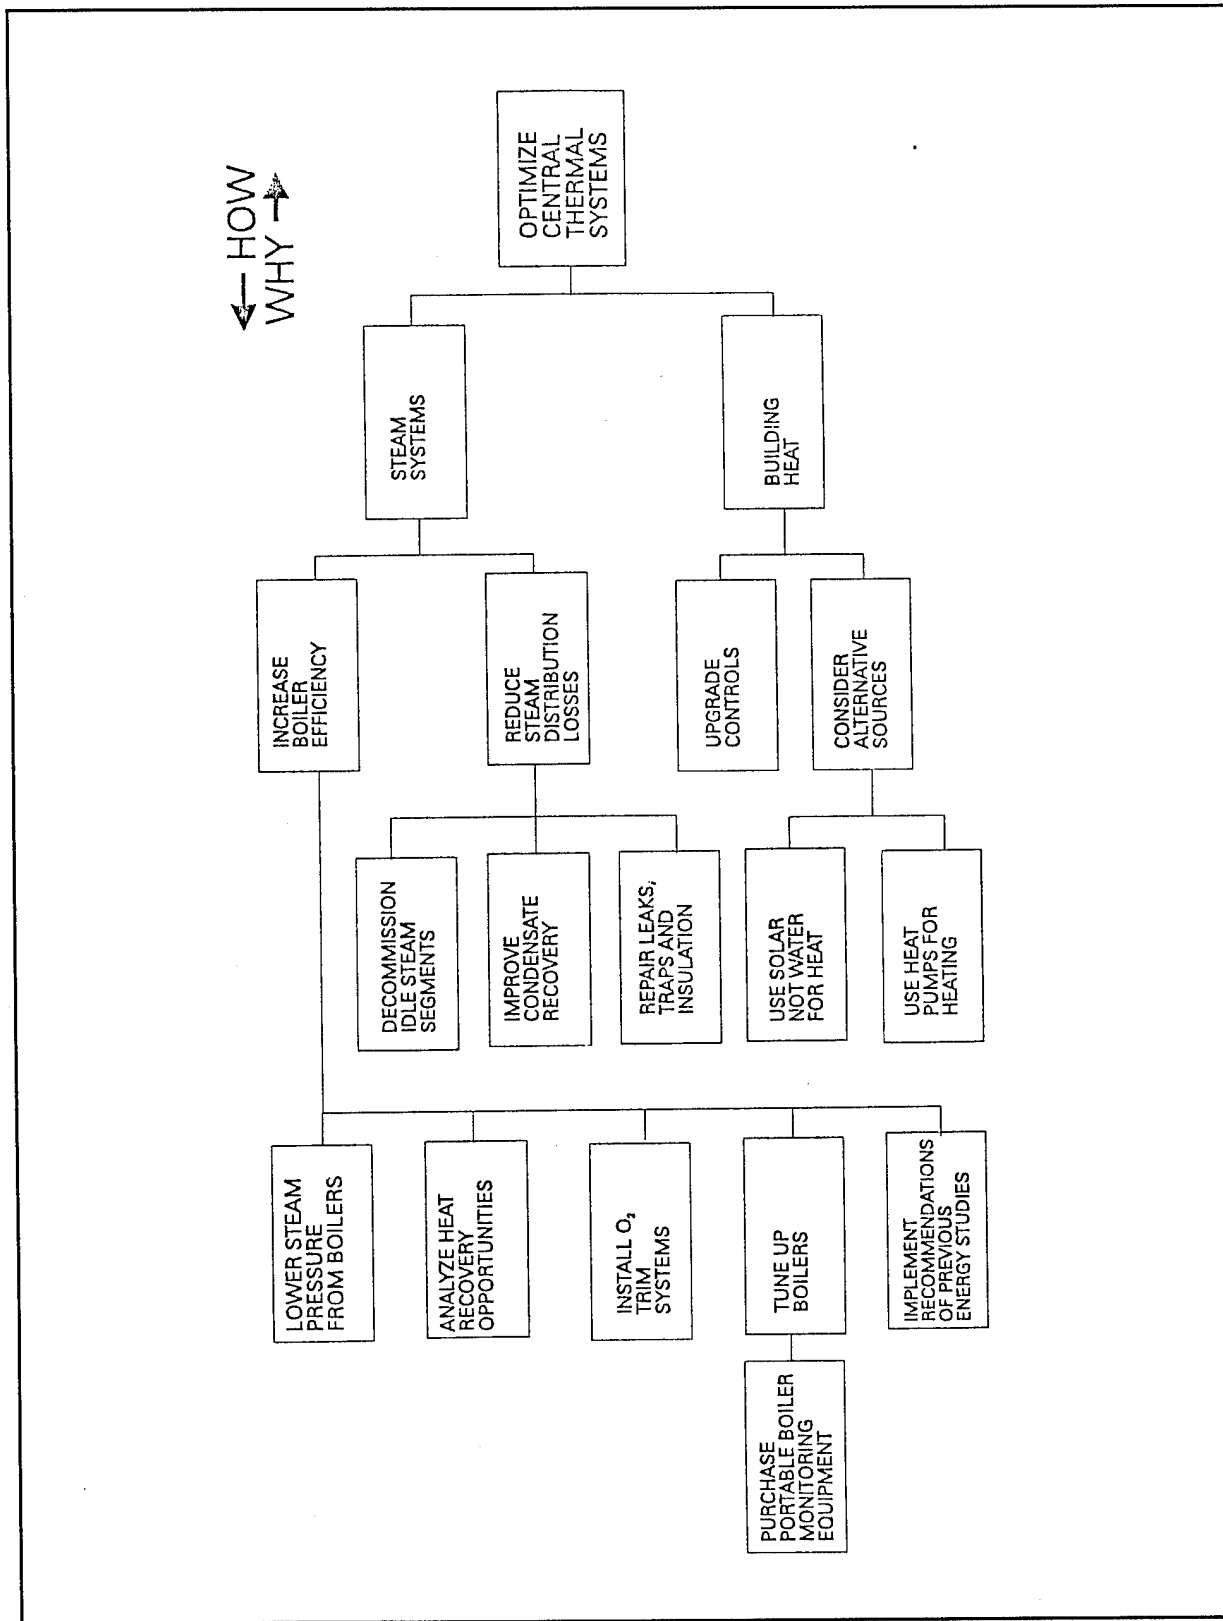 ← HOW
WHY →
OPTIMIZE
CENTRAL
THERMAL
SYSTEMS
STEAM
SYSTEMS
BUILDING
HEAT
INCREASE
BOILER
EFFICIENCY
REDUCE
STEAM
DISTRIBUTION
LOSSES
UPGRADE
CONTROLS
CONSIDER
ALTERNATIVE
SOURCES
DECOMMISSION
IDLE STEAM
SEGMENTS
IMPROVE
CONDENSATE
RECOVERY
REPAIR LEAKS,
TRAPS AND
INSULATION
USE SOLAR
NOT WATER
FOR HEAT
USE HEAT
PUMPS FOR
HEATING
LOWER STEAM
PRESSURE
FROM BOILERS
ANALYZE HEAT
RECOVERY
OPPORTUNITIES
INSTALL O₂
TRIM
SYSTEMS
TUNE UP
BOILERS
IMPLEMENT
RECOMMENDATIONS
OF PREVIOUS
ENERGY STUDIES
PURCHASE
PORTABLE BOILER
MONITORING
EQUIPMENT